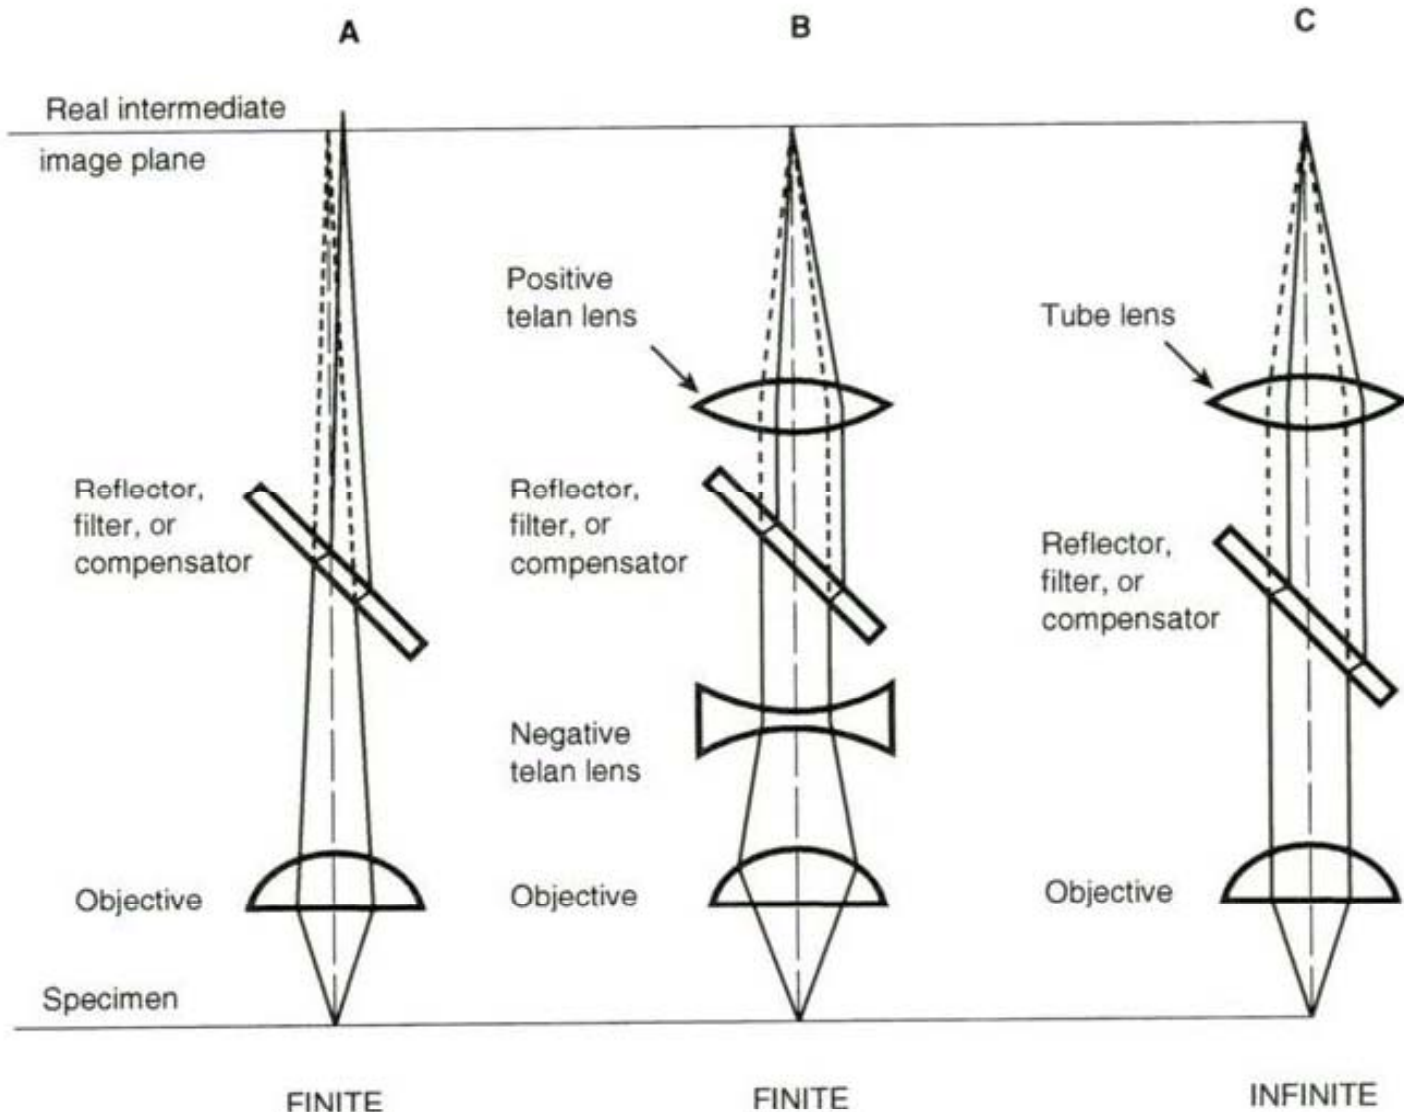 A
B
C
Real intermediate
image plane
Positive
telan lens
Tube lens
Reflector,
filter, or
compensator
Reflector,
filter, or
compensator
Reflector,
filter, or
compensator
Negative
telan lens
Objective
Objective
Objective
Specimen
FINITE
FINITE
INFINITE